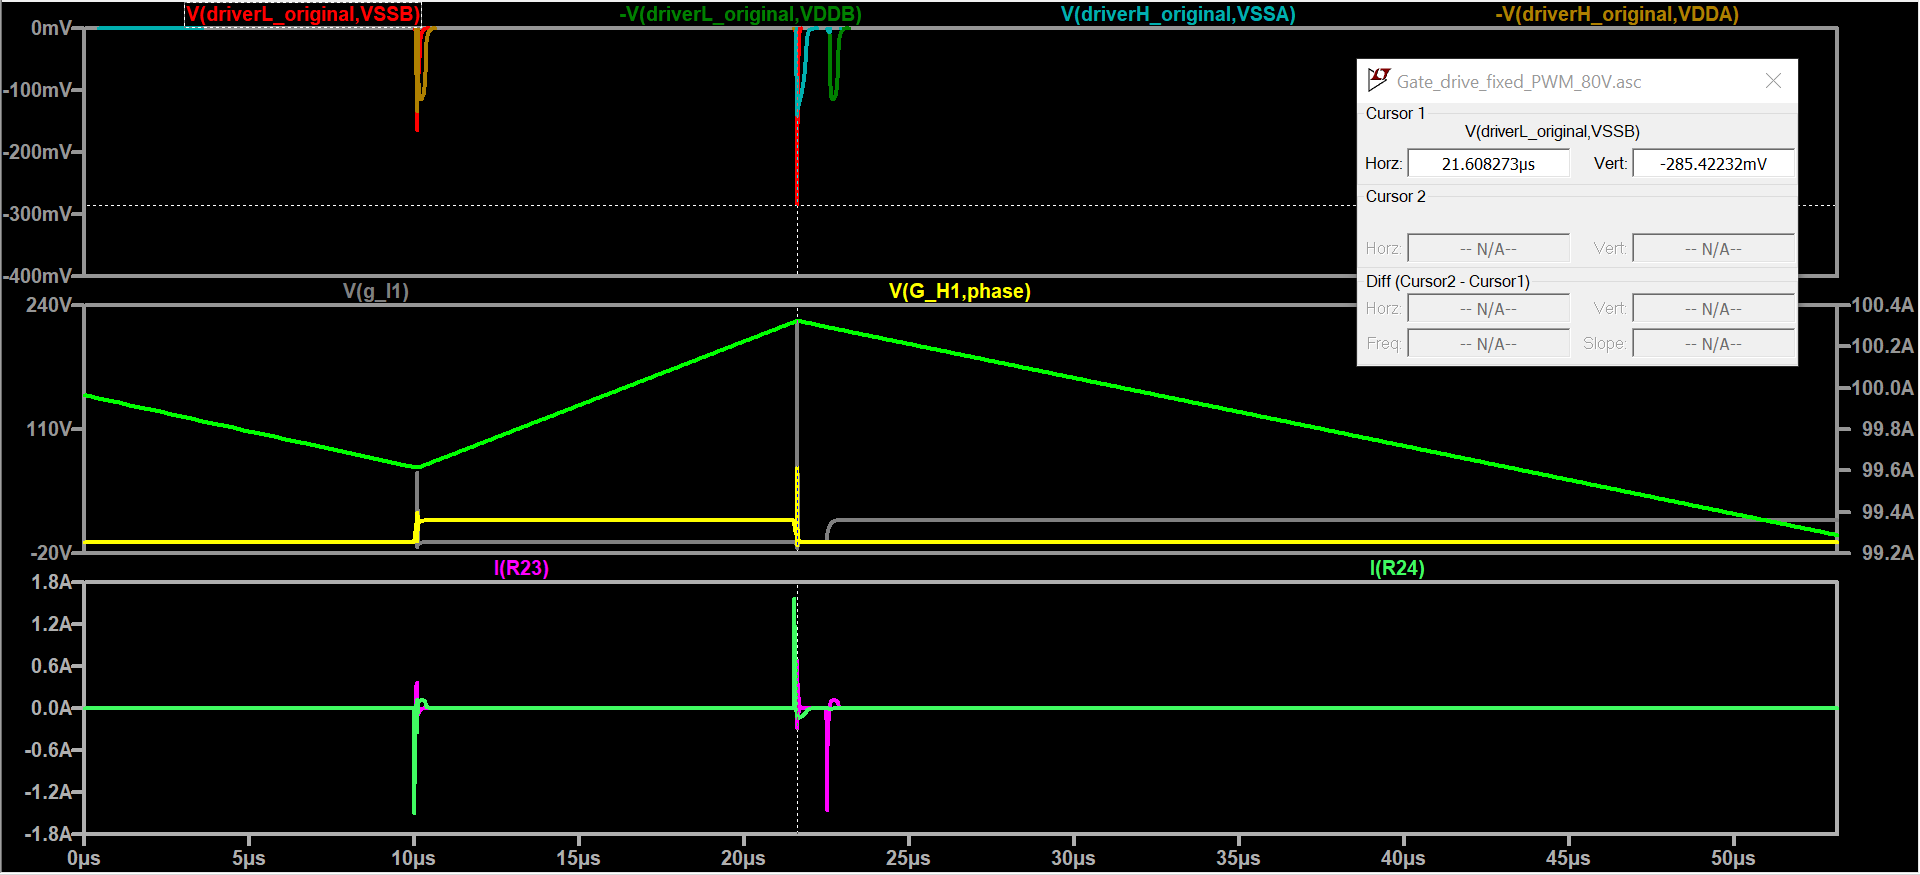 V(driverL_original,VSSB) -V(driverL_original,VDDB) V(driverH_original,VSSA) -V(driverH_original,VDDA)
0mV
-100mV
-200mV
-300mV
-400mV
Gate_drive_fixed_PWM_80V.asc
Cursor 1
V(driverL_original,VSSB)
Horz: 21.608273µs Vert: -285.42232mV
Cursor 2
Horz: -- N/A-- Vert: -- N/A--
Diff (Cursor2 - Cursor1)
Horz: -- N/A-- Vert: -- N/A--
Freq: -- N/A-- Slope: -- N/A--
V(g_l1) V(G_H1,phase)
240V
110V
-20V
100.4A
100.2A
100.0A
99.8A
99.6A
99.4A
99.2A
I(R23) I(R24)
1.8A
1.2A
0.6A
0.0A
-0.6A
-1.2A
-1.8A
0µs 5µs 10µs 15µs 20µs 25µs 30µs 35µs 40µs 45µs 50µs